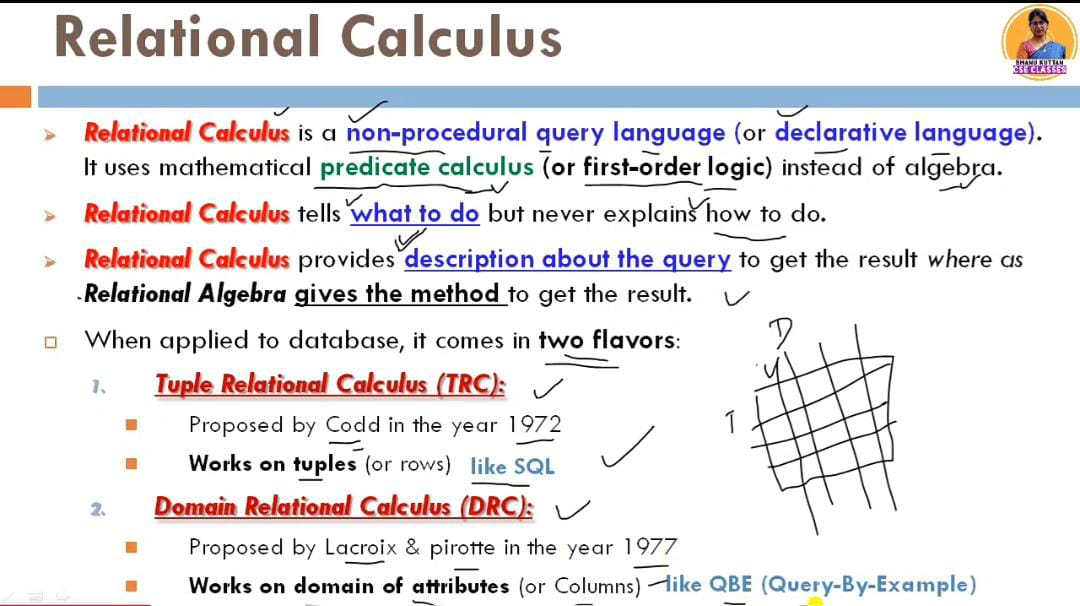 Relational Calculus
BHANU KUTTAN
CSE CLASSES
➢ Relational Calculus is a non-procedural query language (or declarative language).
It uses mathematical predicate calculus (or first-order logic) instead of algebra.
➢ Relational Calculus tells what to do but never explains how to do.
➢ Relational Calculus provides description about the query to get the result where as
Relational Algebra gives the method to get the result.
When applied to database, it comes in two flavors:
D
1. Tuple Relational Calculus (TRC):
Proposed by Codd in the year 1972
T
Works on tuples (or rows) like SQL
2. Domain Relational Calculus (DRC):
Proposed by Lacroix & pirotte in the year 1977
Works on domain of attributes (or Columns) like QBE (Query-By-Example)